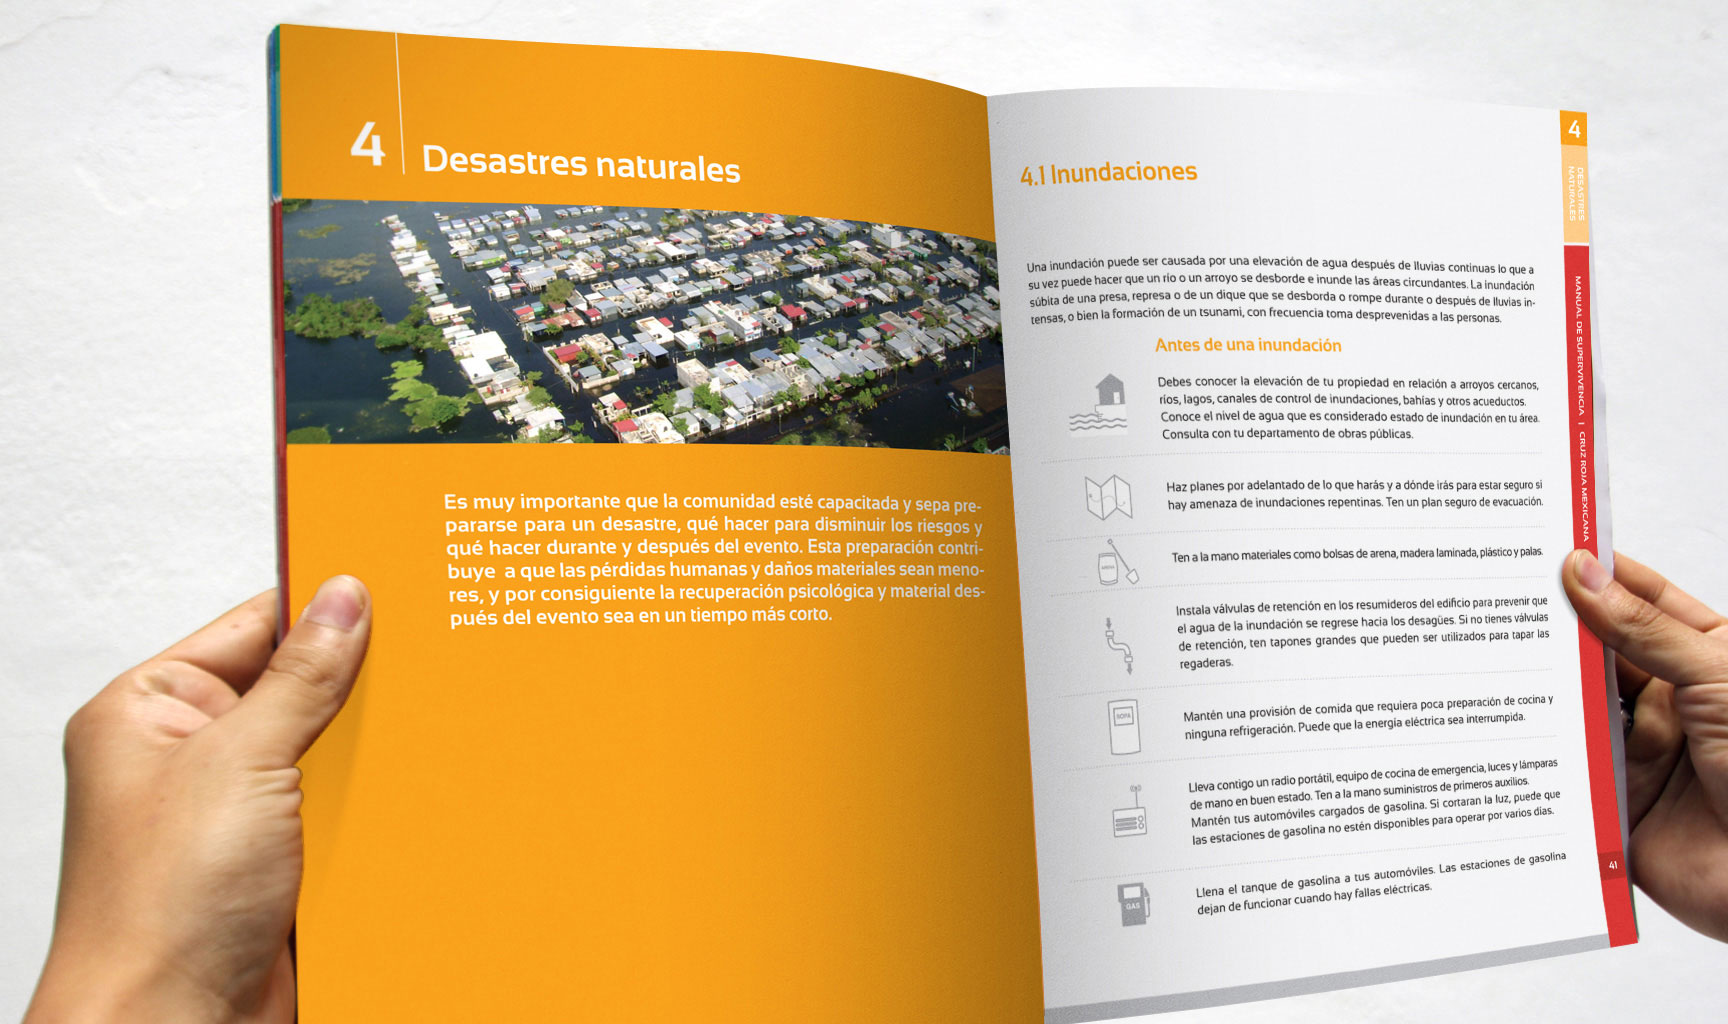 4
Desastres naturales
Es muy importante que la comunidad esté capacitada y sepa pre-
pararse para un desastre, qué hacer para disminuir los riesgos y
qué hacer durante y después del evento. Esta preparación contri-
buye a que las pérdidas humanas y daños materiales sean meno-
res, y por consiguiente la recuperación psicológica y material des-
pués del evento sea en un tiempo más corto.
4.1 Inundaciones
Una inundación puede ser causada por una elevación de agua después de lluvias continuas lo que a
su vez puede hacer que un río o un arroyo se desborde e inunde las áreas circundantes. La inundación
súbita de una presa, represa o de un dique que se desborda o rompe durante o después de lluvias in-
tensas, o bien la formación de un tsunami, con frecuencia toma desprevenidas a las personas.
Antes de una inundación
Debes conocer la elevación de tu propiedad en relación a arroyos cercanos,
ríos, lagos, canales de control de inundaciones, bahías y otros acueductos.
Conoce el nivel de agua que es considerado estado de inundación en tu área.
Consulta con tu departamento de obras públicas.
Haz planes por adelantado de lo que harás y a dónde irás para estar seguro si
hay amenaza de inundaciones repentinas. Ten un plan seguro de evacuación.
ARENA
Ten a la mano materiales como bolsas de arena, madera laminada, plástico y palas.
Instala válvulas de retención en los resumideros del edificio para prevenir que
el agua de la inundación se regrese hacia los desagües. Si no tienes válvulas
de retención, ten tapones grandes que pueden ser utilizados para tapar las
regaderas.
SOPA
Mantén una provisión de comida que requiera poca preparación de cocina y
ninguna refrigeración. Puede que la energía eléctrica sea interrumpida.
Lleva contigo un radio portátil, equipo de cocina de emergencia, luces y lámparas
de mano en buen estado. Ten a la mano suministros de primeros auxilios.
Mantén tus automóviles cargados de gasolina. Si cortaran la luz, puede que
las estaciones de gasolina no estén disponibles para operar por varios días.
GAS
Llena el tanque de gasolina a tus automóviles. Las estaciones de gasolina
dejan de funcionar cuando hay fallas eléctricas.
4
DESASTRES
NATURALES
MANUAL DE SUPERVIVENCIA | CRUZ ROJA MEXICANA
41